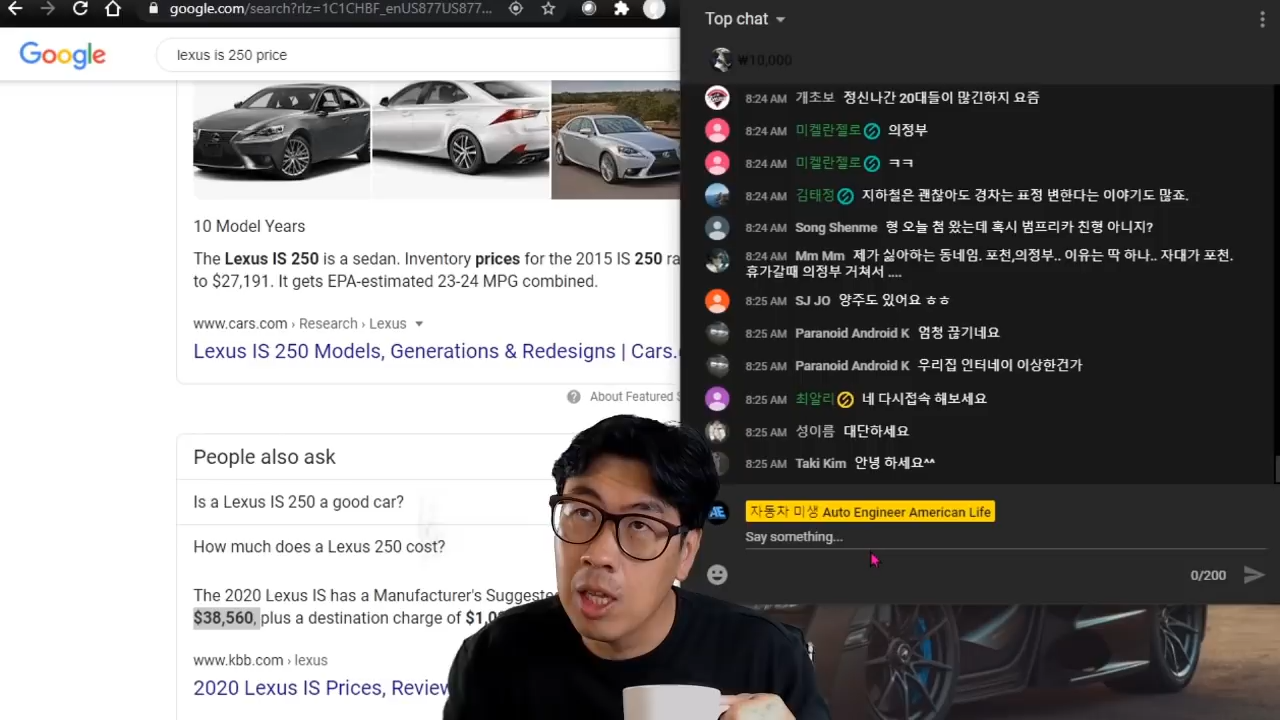 google.com/search?rlz=1C1CHBF_enUS877US877...
Google
lexus is 250 price
10 Model Years
The Lexus IS 250 is a sedan. Inventory prices for the 2015 IS 250 ra
to $27,191. It gets EPA-estimated 23-24 MPG combined.
www.cars.com › Research › Lexus
Lexus IS 250 Models, Generations & Redesigns | Cars.
About Featured S
People also ask
Is a Lexus IS 250 a good car?
How much does a Lexus 250 cost?
The 2020 Lexus IS has a Manufacturer's Suggeste
$38,560, plus a destination charge of $1,0
www.kbb.com › lexus
2020 Lexus IS Prices, Review
Top chat
₩10,000
8:24 AM 개초보 정신나간 20대들이 많긴하지 요즘
8:24 AM 미켈란젤로 의정부
8:24 AM 미켈란젤로 ㅋㅋ
8:24 AM 김태정 지하철은 괜찮아도 경차는 표정 변한다는 이야기도 많죠.
8:24 AM Song Shenme 형 오늘 첨 왔는데 혹시 범프리카 친형 아니지?
8:24 AM Mm Mm 제가 싫아하는 동네임. 포천,의정부.. 이유는 딱 하나.. 자대가 포천.
휴가갈때 의정부 거쳐서 ....
8:25 AM SJ JO 양주도 있어요 ㅎㅎ
8:25 AM Paranoid Android K 엄청 끊기네요
8:25 AM Paranoid Android K 우리집 인터네이 이상한건가
8:25 AM 최알리 네 다시접속 해보세요
8:25 AM 성이름 대단하세요
8:25 AM Taki Kim 안녕 하세요^^
AE
자동차 미생 Auto Engineer American Life
Say something...
0/200